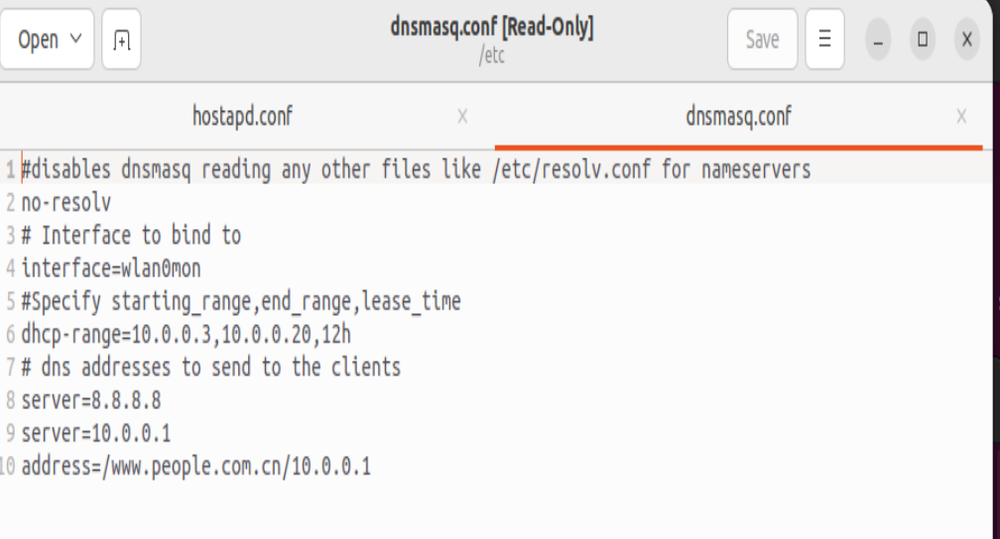 Open
dnsmasq.conf [Read-Only]
/etc
Save
hostapd.conf
dnsmasq.conf
1 #disables dnsmasq reading any other files like /etc/resolv.conf for nameservers
2 no-resolv
3 # Interface to bind to
4 interface=wlan0mon
5 #Specify starting_range,end_range,lease_time
6 dhcp-range=10.0.0.3,10.0.0.20,12h
7 # dns addresses to send to the clients
8 server=8.8.8.8
9 server=10.0.0.1
10 address=/www.people.com.cn/10.0.0.1